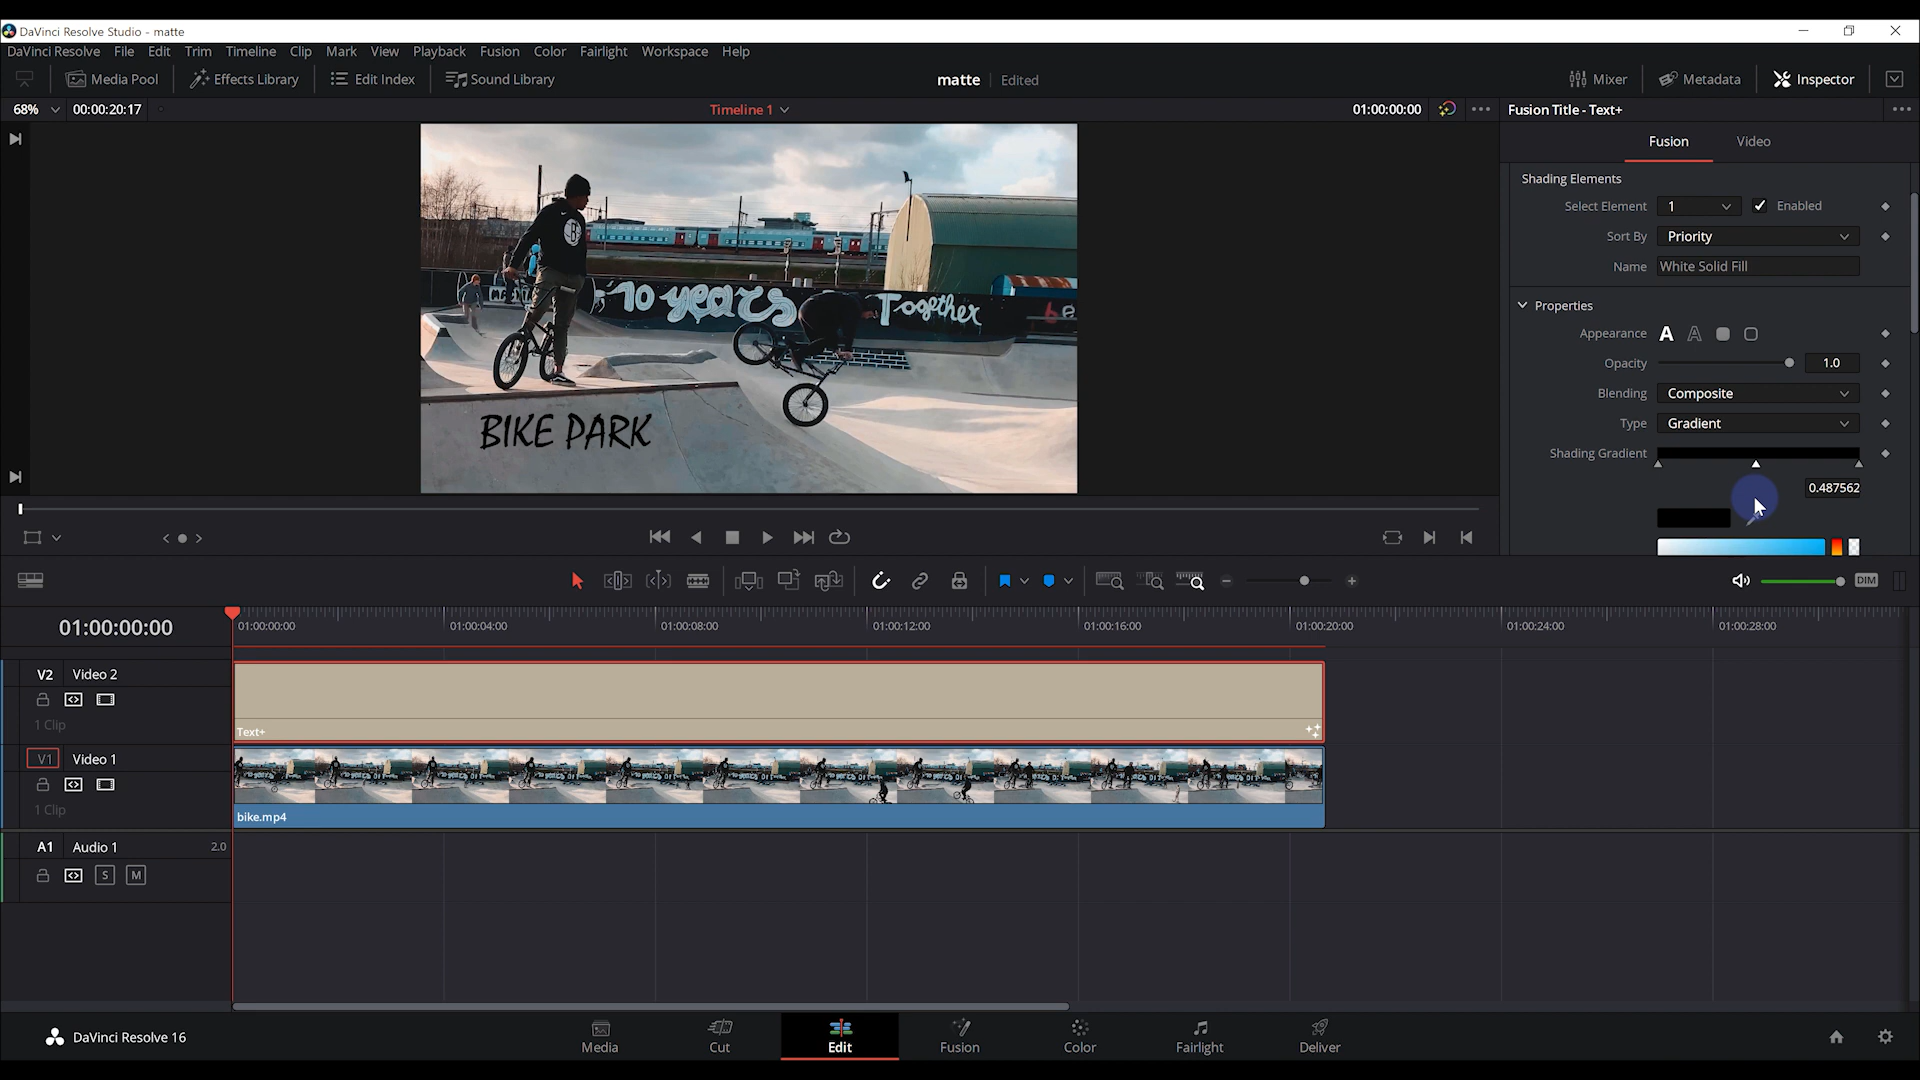 DaVinci Resolve Studio - matte
DaVinci Resolve File Edit Trim Timeline Clip Mark View Playback Fusion Color Fairlight Workspace Help
Media Pool Effects Library Edit Index Sound Library matte Edited Mixer Metadata Inspector
68% 00:00:20:17 Timeline 1 01:00:00:00 Fusion Title - Text+
Fusion Video
Shading Elements
Select Element 1 Enabled
Sort By Priority
Name White Solid Fill
Properties
Appearance A A
Opacity 1.0
Blending Composite
Type Gradient
Shading Gradient
0.487562
10 years Together
BIKE PARK
DIM
01:00:00:00
01:00:00:00 01:00:04:00 01:00:08:00 01:00:12:00 01:00:16:00 01:00:20:00 01:00:24:00 01:00:28:00
V2 Video 2
1 Clip
Text+
V1 Video 1
1 Clip
bike.mp4
A1 Audio 1 2.0
S M
DaVinci Resolve 16
Media Cut Edit Fusion Color Fairlight Deliver